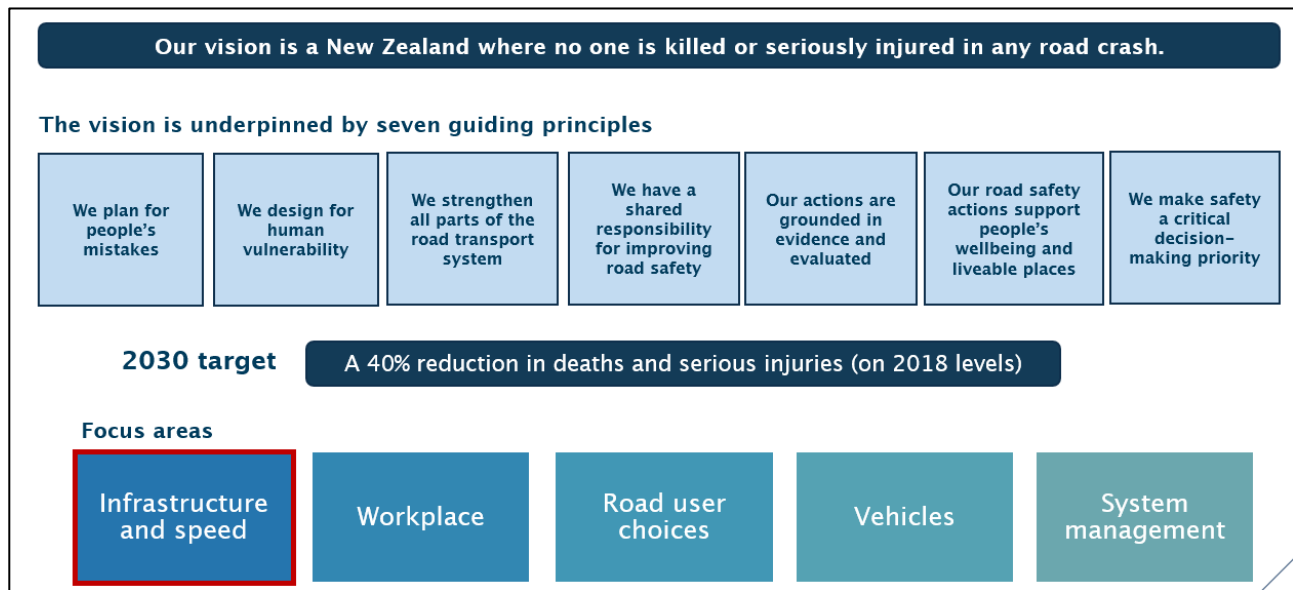 Our vision is a New Zealand where no one is killed or seriously injured in any road crash.
The vision is underpinned by seven guiding principles
We plan for
people's
mistakes
We design for
human
vulnerability
We strengthen
all parts of the
road transport
system
We have a
shared
responsibility
for improving
road safety
Our actions are
grounded in
evidence and
evaluated
Our road safety
actions support
people's
wellbeing and
liveable places
We make safety
a critical
decision-
making priority
2030 target
A 40% reduction in deaths and serious injuries (on 2018 levels)
Focus areas
Infrastructure
and speed
Workplace
Road user
choices
Vehicles
System
management